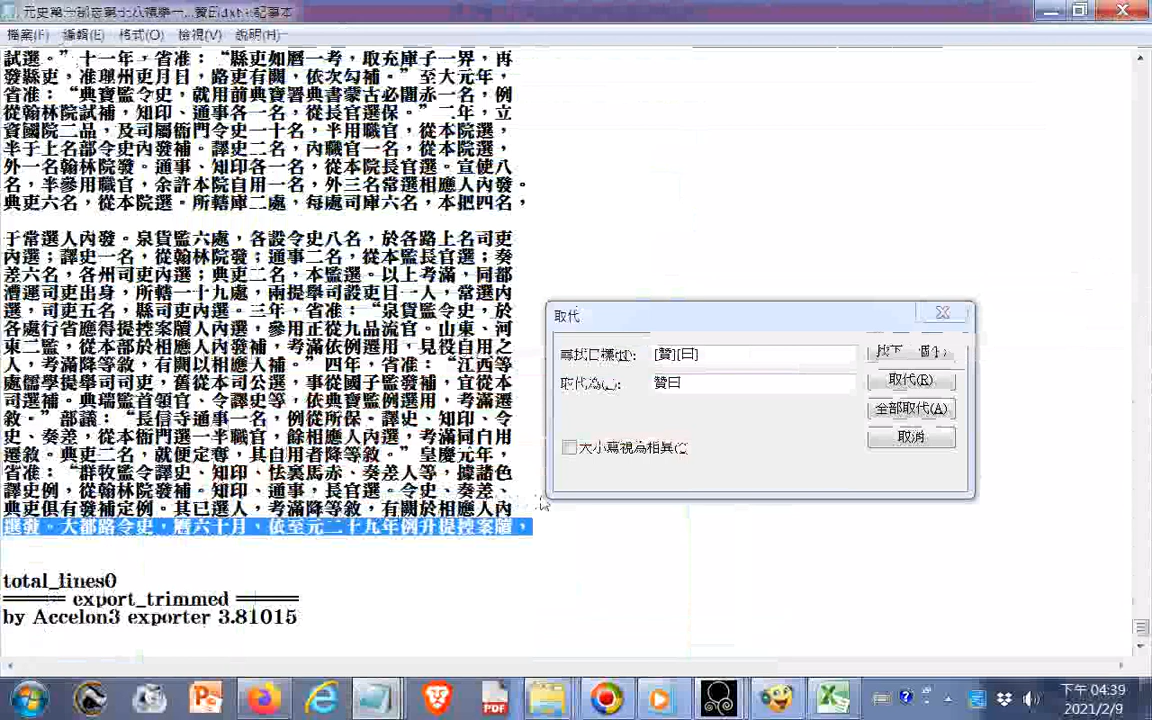 檔案(F) 編輯(E) 格式(O) 檢視(V) 說明(H)
試選。”十一年，省准：“縣吏如曆一考，取充庫子一界，再
發縣吏，准理州吏月日，路吏有闕，依次勾補。”至大元年，
省准：“典寶監令史，就用前典寶署典書蒙古必闍赤一名，例
從翰林院試補，知印、通事各一名，從長官選保。”二年，立
資國院二品，及司屬衙門令史一十名，半用職官，從本院選，
半于上名部令史內發補。譯史二名，內職官一名，從本院選，
外一名翰林院發。通事、知印各一名，從本院長官選。宣使八
名，半參用職官，余許本院自用一名，外三名常選相應人內發。
典吏六名，從本院選。所轄庫二處，每處司庫六名，本把四名，
于常選人內發。泉貨監六處，各設令史八名，於各路上名司吏
內選；譯史一名，從翰林院發；通事二名，從本監長官選；奏
差六名，各州司吏內選；典吏二名，本監選。以上考滿，同都
漕運司吏出身，所轄一十九處，兩提舉司設吏目一人，常選內
選，司吏五名，縣司吏內選。三年，省准：“泉貨監令史，於
各處行省應得提控案牘人內選，參用正從九品流官。山東、河
東二監，從本部於相應人內發補，考滿依例選用，見役自用之
人，考滿降等敘，有闕以相應人補。”四年，省准：“江西等
處儒學提舉司司吏，舊從本司公選，事從國子監發補，宜從本
司選補。典瑞監首領官、令譯史等，依典寶監例選用，考滿遷
敘。”部議：“長信寺通事一名，例從所保。譯史、知印、令
史、奏差，從本衙門選一半職官，餘相應人內選，考滿同自用
遷敘。典吏二名，就便定奪，其自用者降等敘。”皇慶元年，
省准：“群牧監令譯史、知印、怯裏馬赤、奏差人等，據諸色
譯史例，從翰林院發補。知印、通事，長官選。令史、奏差、
典吏俱有發補定例。其已選人，考滿降等敘，有闕於相應人內
選發。大都路令史，曆六十月，依至元二十九年例升提控案牘，
total_lines0
===== export_trimmed =====
by Accelon3 exporter 3.81015
取代
尋找目標(N): [贊][曰]
取代為(P): 贊曰
大小寫視為相異(C)
找下一個(F)
取代(R)
全部取代(A)
取消
PDF
下午 04:39
2021/2/9